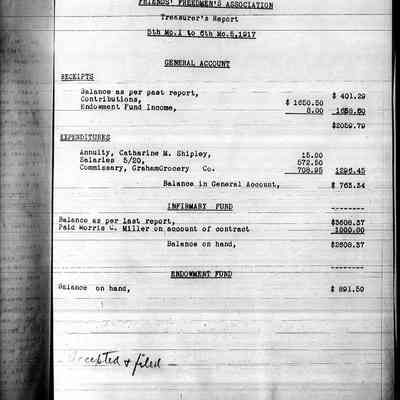 FRIENDS' FREEDMEN'S ASSOCIATION
Treasurer's Report
5th Mo.1 to 6th Mo.5,1917
GENERAL ACCOUNT
RECEIPTS
Balance as per past report, $ 401.29
Contributions, $ 1650.50
Endowment Fund Income, 8.00 1658.50
$2059.79
EXPENDITURES
Annuity, Catharine M. Shipley, 15.00
Salaries 5/20, 572.50
Commissary, GrahamGrocery Co. 708.95 1296.45
Balance in General Account, $ 763.34
INFIRMARY FUND
--------
Balance as per last report, $3608.37
Paid Morris C. Miller on account of contract 1000.00
Balance on hand, $2608.37
--------
ENDOWMENT FUND
Balance on hand, $ 891.50
Accepted & filed —